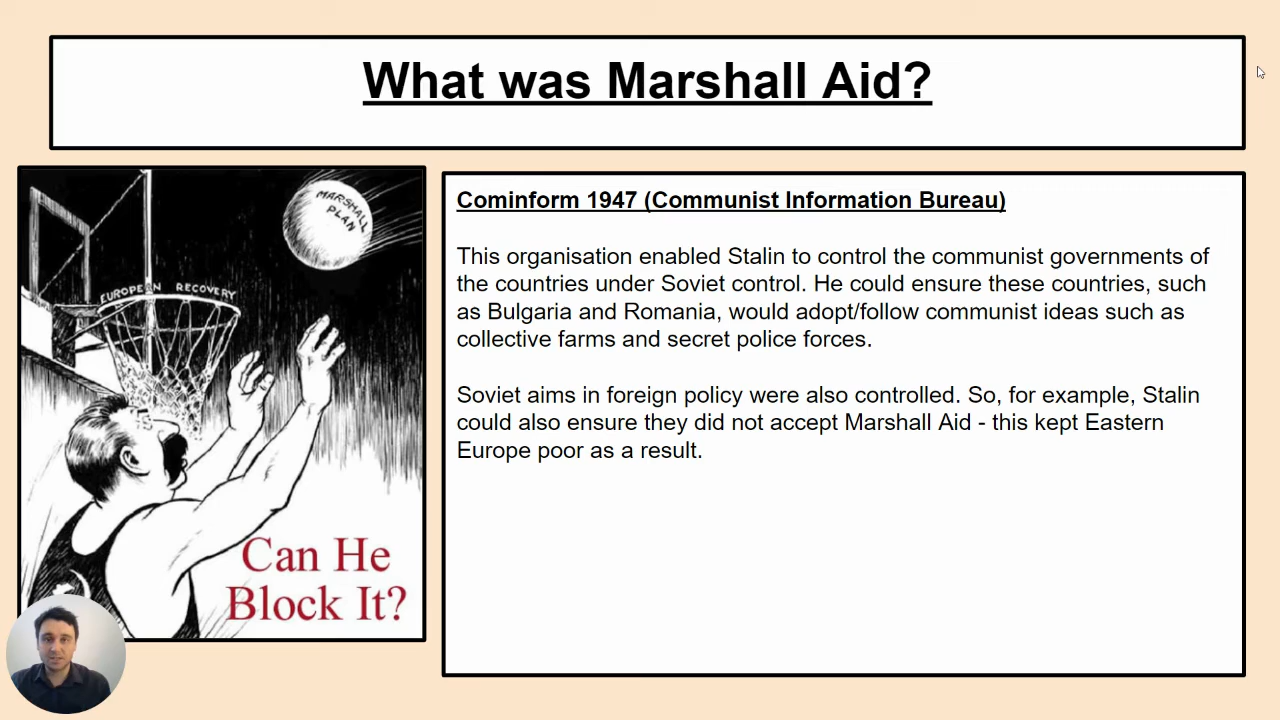 What was Marshall Aid?
MARSHALL
PLAN
EUROPEAN RECOVERY
Can He
Block It?
Cominform 1947 (Communist Information Bureau)
This organisation enabled Stalin to control the communist governments of
the countries under Soviet control. He could ensure these countries, such
as Bulgaria and Romania, would adopt/follow communist ideas such as
collective farms and secret police forces.
Soviet aims in foreign policy were also controlled. So, for example, Stalin
could also ensure they did not accept Marshall Aid - this kept Eastern
Europe poor as a result.